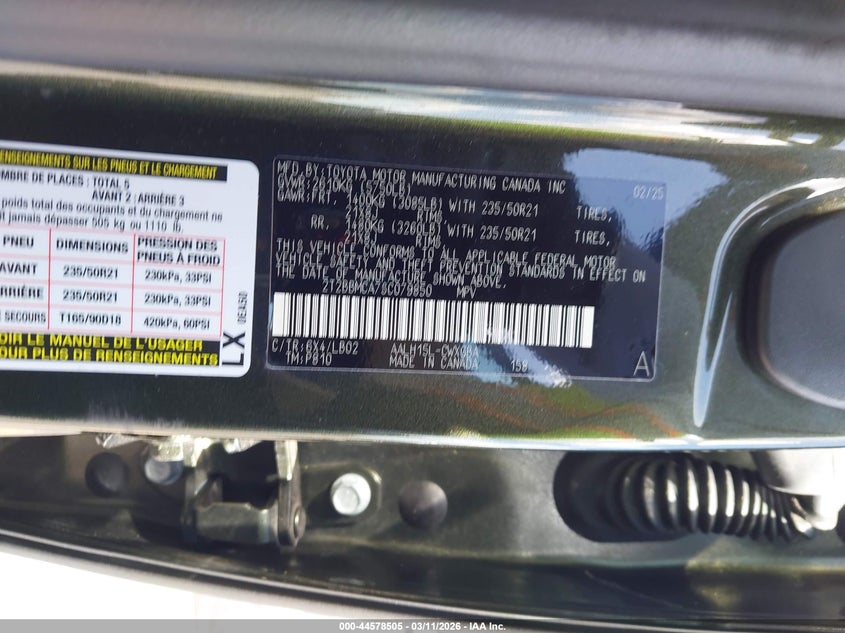 RENSEIGNEMENTS SUR LES PNEUS ET LE CHARGEMENT
NOMBRE DE PLACES: TOTAL 5
AVANT 2 : ARRIÈRE 3
poids total des occupants et du chargement ne
jamais dépasser 505 kg ou 1110 lb.
PNEU DIMENSIONS PRESSION DES PNEUS À FROID
AVANT 235/50R21 230kPa, 33PSI
ARRIÈRE 235/50R21 230kPa, 33PSI
SECOURS T165/90D18 420kPa, 60PSI
LE MANUEL DE L'USAGER
POUR PLUS DE RENSEIGNEMENTS
LX
MFD.BY:TOYOTA MOTOR MANUFACTURING CANADA INC 02/25
GVWR:2610KG (5750LB)
GAWR:FRT. 1400KG (3085LB) WITH 235/50R21 TIRES,
21X8J RIMS,
RR. 1480KG (3260LB) WITH 235/50R21 TIRES,
21X8J RIMS,
THIS VEHICLE CONFORMS TO ALL APPLICABLE FEDERAL MOTOR
VEHICLE SAFETY AND THEFT PREVENTION STANDARDS IN EFFECT ON
THE DATE OF MANUFACTURE SHOWN ABOVE.
2T2BBMCA7SC079850 MPV
C/TR:6X4/LB02 AALH15L-CWXGBA
TM:P810 MADE IN CANADA 158
A
000-44578505 - 03/11/2026 - IAA Inc.